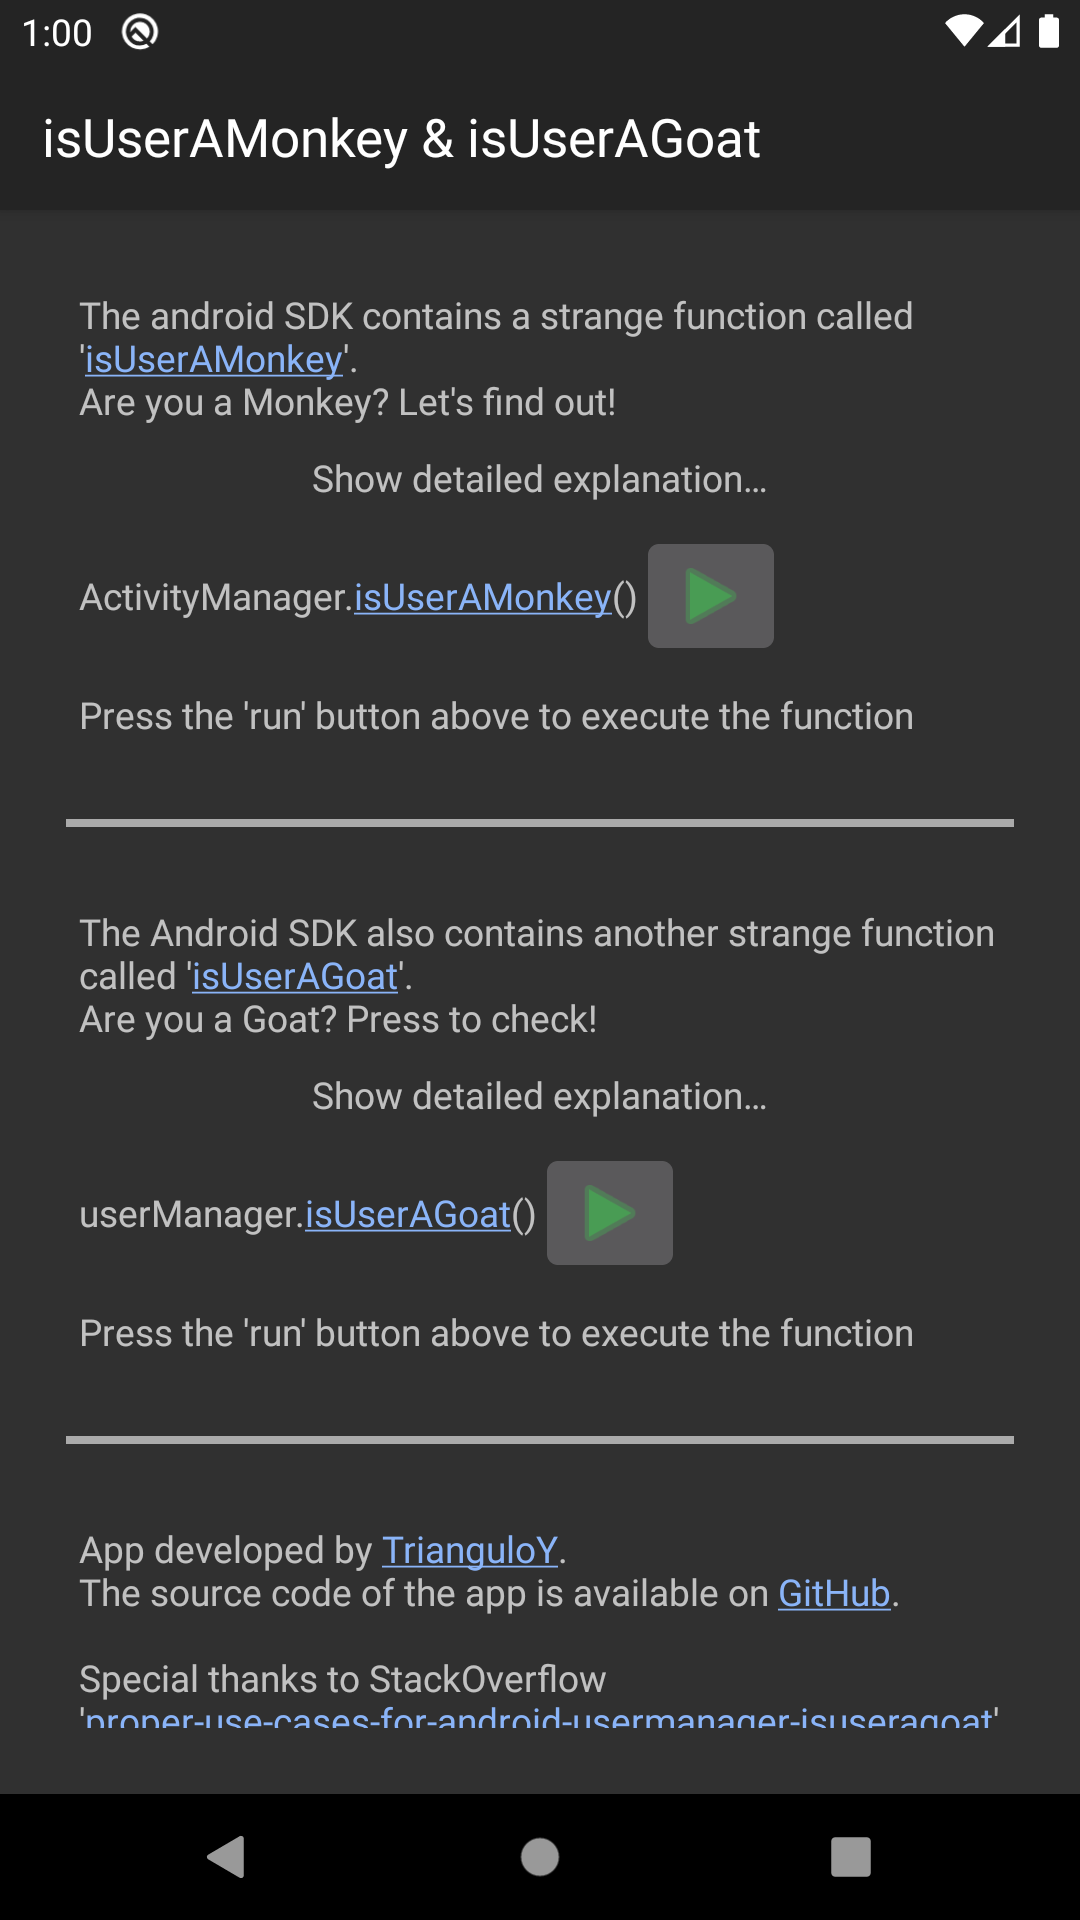 1:00
isUserAMonkey & isUserAGoat
The android SDK contains a strange function called
'isUserAMonkey'.
Are you a Monkey? Let's find out!
Show detailed explanation…
ActivityManager.isUserAMonkey()
Press the 'run' button above to execute the function
The Android SDK also contains another strange function
called 'isUserAGoat'.
Are you a Goat? Press to check!
Show detailed explanation…
userManager.isUserAGoat()
Press the 'run' button above to execute the function
App developed by TrianguloY.
The source code of the app is available on GitHub.
Special thanks to StackOverflow
'proper-use-cases-for-android-usermanager-isuseragoat'